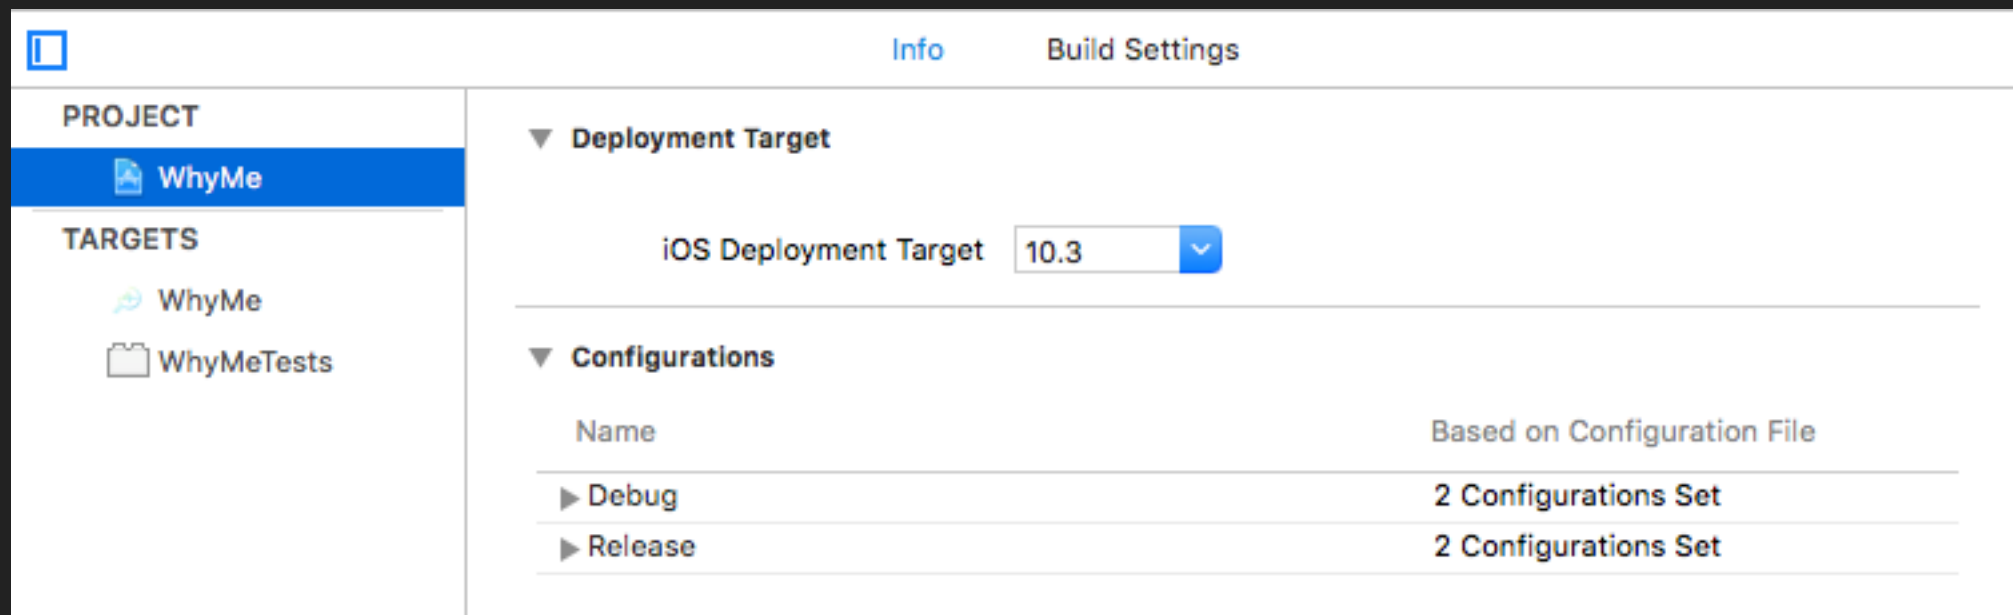 Info Build Settings
PROJECT
WhyMe
TARGETS
WhyMe
WhyMeTests
Deployment Target
iOS Deployment Target 10.3
Configurations
Name Based on Configuration File
Debug 2 Configurations Set
Release 2 Configurations Set